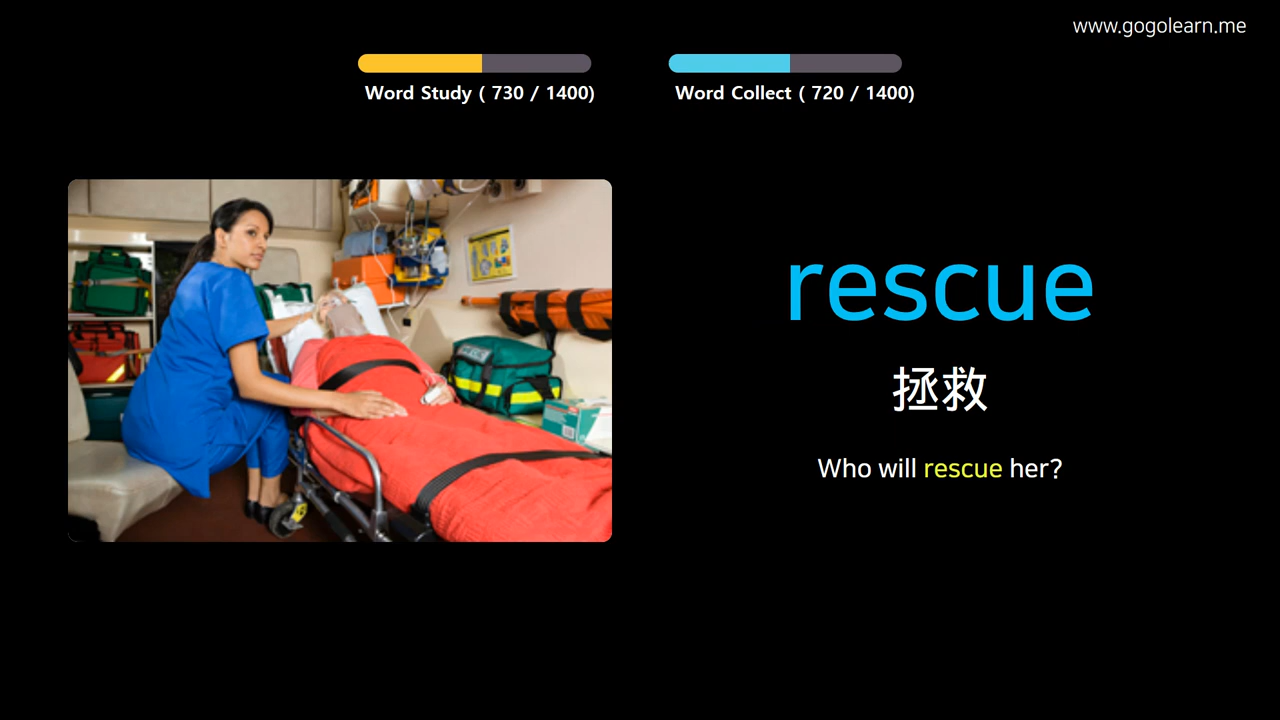 www.gogolearn.me
Word Study ( 730 / 1400)
Word Collect ( 720 / 1400)
rescue
拯救
Who will rescue her?